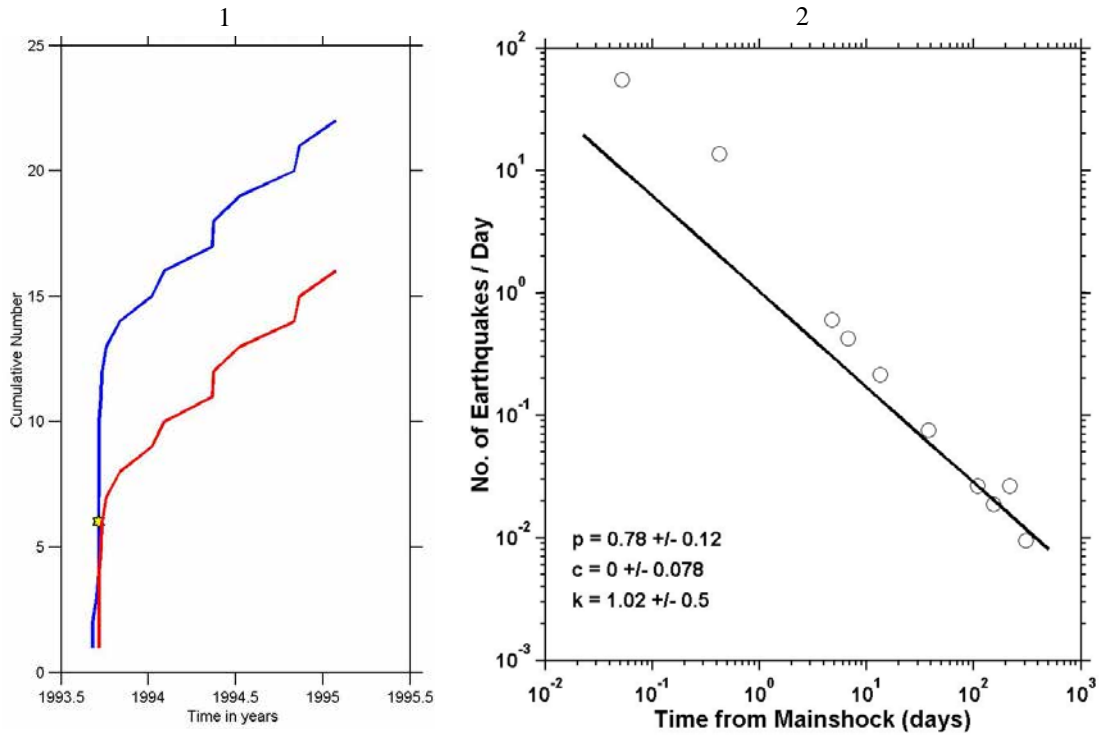 1
25
20
15
10
5
0
Cumulative Number
1993.5 1994 1994.5 1995 1995.5
Time in years
2
10^2
10^1
10^0
10^-1
10^-2
10^-3
No. of Earthquakes / Day
p = 0.78 +/- 0.12
c = 0 +/- 0.078
k = 1.02 +/- 0.5
10^-2 10^-1 10^0 10^1 10^2 10^3
Time from Mainshock (days)